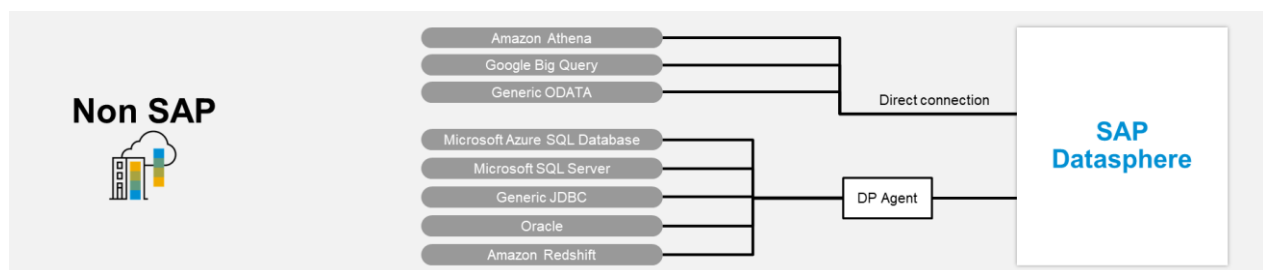 Non SAP
Amazon Athena
Google Big Query
Generic ODATA
Microsoft Azure SQL Database
Microsoft SQL Server
Generic JDBC
Oracle
Amazon Redshift
Direct connection
DP Agent
SAP
Datasphere